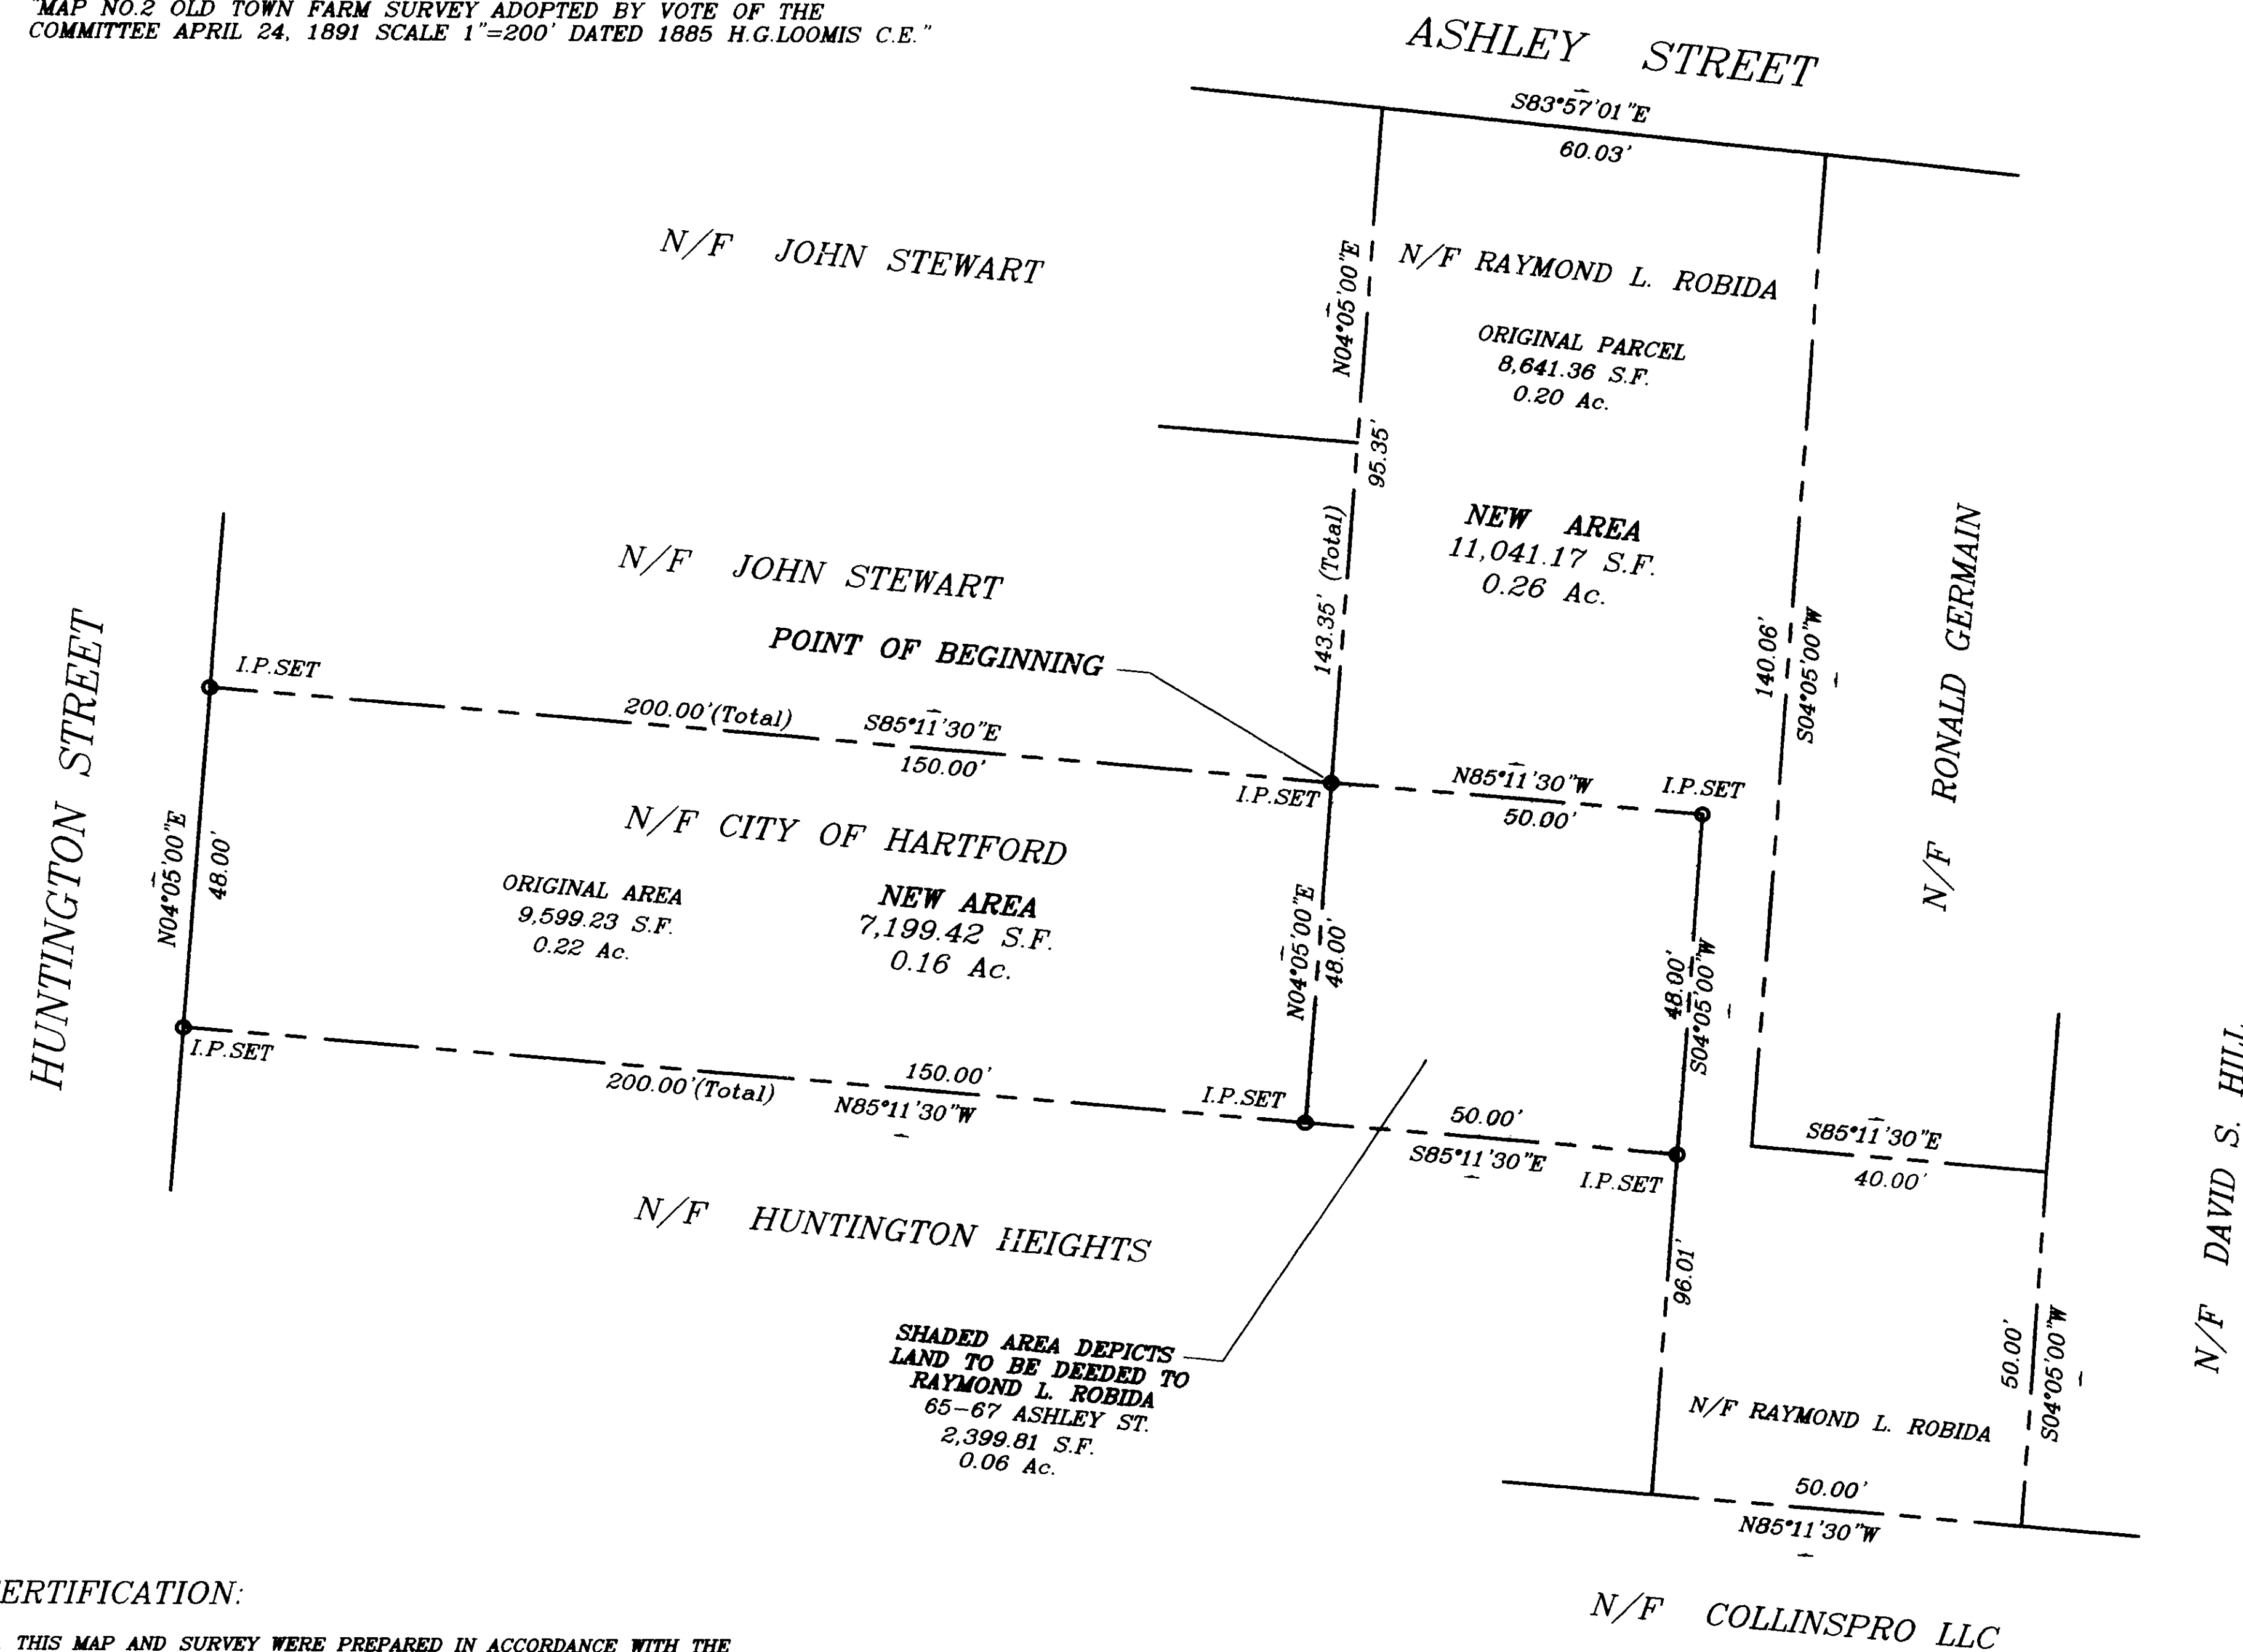 "MAP NO.2 OLD TOWN FARM SURVEY ADOPTED BY VOTE OF THE
COMMITTEE APRIL 24, 1891 SCALE 1"=200' DATED 1885 H.G.LOOMIS C.E."
ASHLEY STREET
S83°57'01"E
60.03'
N/F JOHN STEWART
N04°05'00"E
N/F RAYMOND L. ROBIDA
ORIGINAL PARCEL
8,641.36 S.F.
0.20 Ac.
95.35'
143.35' (Total)
NEW AREA
11,041.17 S.F.
0.26 Ac.
140.06'
S04°05'00"W
N/F RONALD GERMAIN
N/F JOHN STEWART
POINT OF BEGINNING
HUNTINGTON STREET
I.P.SET
200.00'(Total)
S85°11'30"E
150.00'
I.P.SET
N85°11'30"W
50.00'
I.P.SET
N/F CITY OF HARTFORD
N04°05'00"E
48.00'
ORIGINAL AREA
9,599.23 S.F.
0.22 Ac.
NEW AREA
7,199.42 S.F.
0.16 Ac.
N04°05'00"E
48.00'
48.00'
S04°05'00"W
I.P.SET
200.00'(Total)
150.00'
N85°11'30"W
I.P.SET
50.00'
S85°11'30"E
I.P.SET
S85°11'30"E
40.00'
N/F DAVID S. HILL
N/F HUNTINGTON HEIGHTS
96.01'
SHADED AREA DEPICTS
LAND TO BE DEEDED TO
RAYMOND L. ROBIDA
65-67 ASHLEY ST.
2,399.81 S.F.
0.06 Ac.
50.00'
S04°05'00"W
N/F RAYMOND L. ROBIDA
50.00'
N85°11'30"W
N/F COLLINSPRO LLC
ERTIFICATION:
THIS MAP AND SURVEY WERE PREPARED IN ACCORDANCE WITH THE